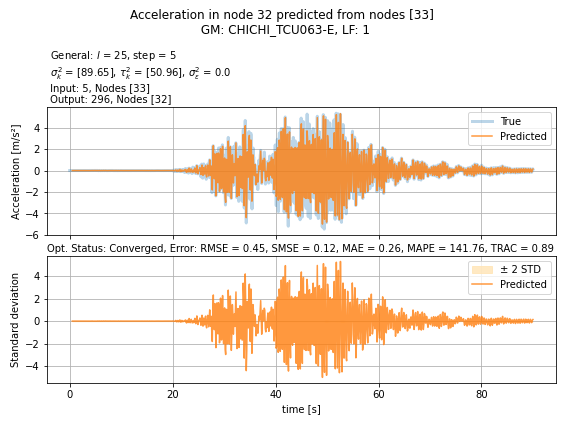 Acceleration in node 32 predicted from nodes [33]
GM: CHICHI_TCU063-E, LF: 1
General: l = 25, step = 5
σ²ₖ = [89.65], τ²ₖ = [50.96], σ²ε = 0.0
Input: 5, Nodes [33]
Output: 296, Nodes [32]
Acceleration [m/s²]
4
2
0
−2
−4
−6
True
Predicted
Opt. Status: Converged, Error: RMSE = 0.45, SMSE = 0.12, MAE = 0.26, MAPE = 141.76, TRAC = 0.89
Standard deviation
4
2
0
−2
−4
± 2 STD
Predicted
0 20 40 60 80
time [s]